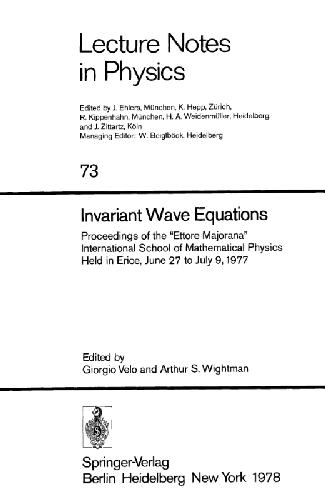 Lecture Notes
in Physics
Edited by J. Ehlers, München, K. Hepp, Zürich,
R. Kippenhahn, München, H. A. Weidenmüller, Heidelberg
and J. Zittartz, Köln
Managing Editor: W. Beiglböck, Heidelberg
73
Invariant Wave Equations
Proceedings of the "Ettore Majorana"
International School of Mathematical Physics
Held in Erice, June 27 to July 9, 1977
Edited by
Giorgio Velo and Arthur S. Wightman
Springer-Verlag
Berlin Heidelberg New York 1978